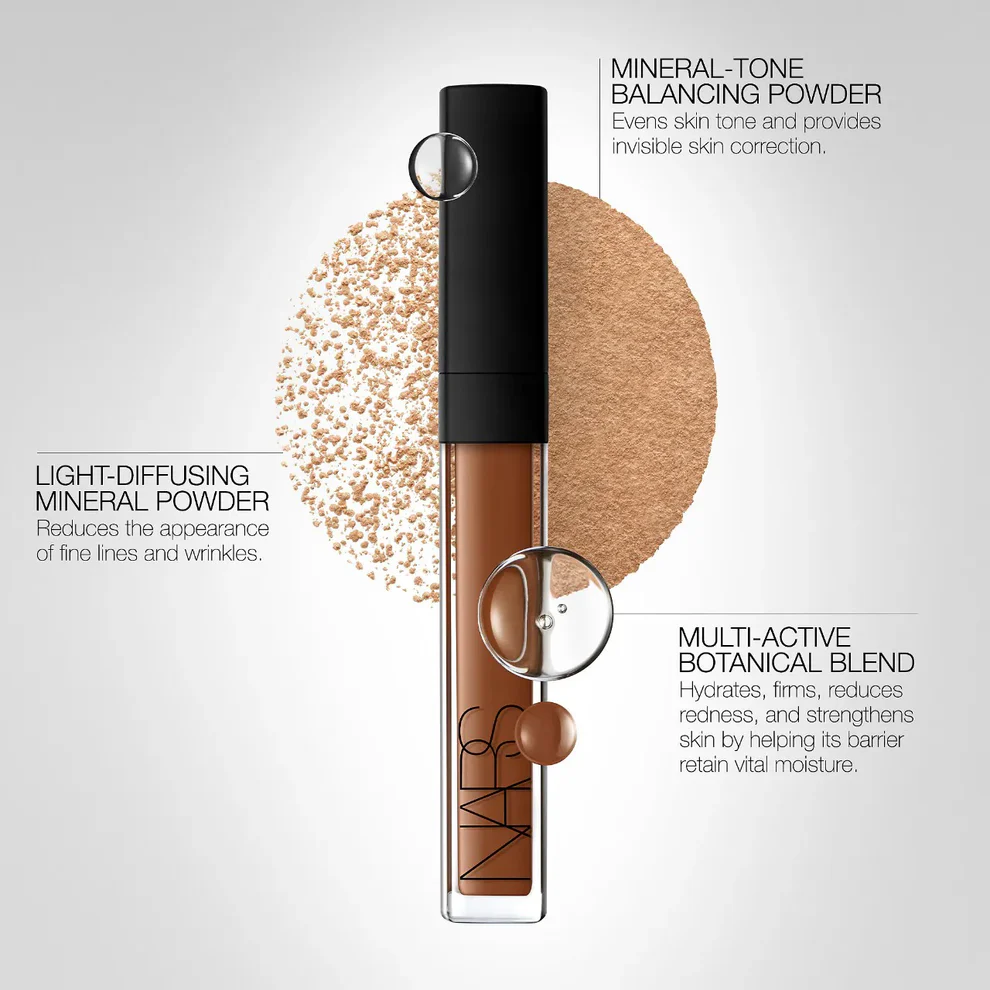 MINERAL-TONE
BALANCING POWDER
Evens skin tone and provides
invisible skin correction.
LIGHT-DIFFUSING
MINERAL POWDER
Reduces the appearance
of fine lines and wrinkles.
MULTI-ACTIVE
BOTANICAL BLEND
Hydrates, firms, reduces
redness, and strengthens
skin by helping its barrier
retain vital moisture.
NARS